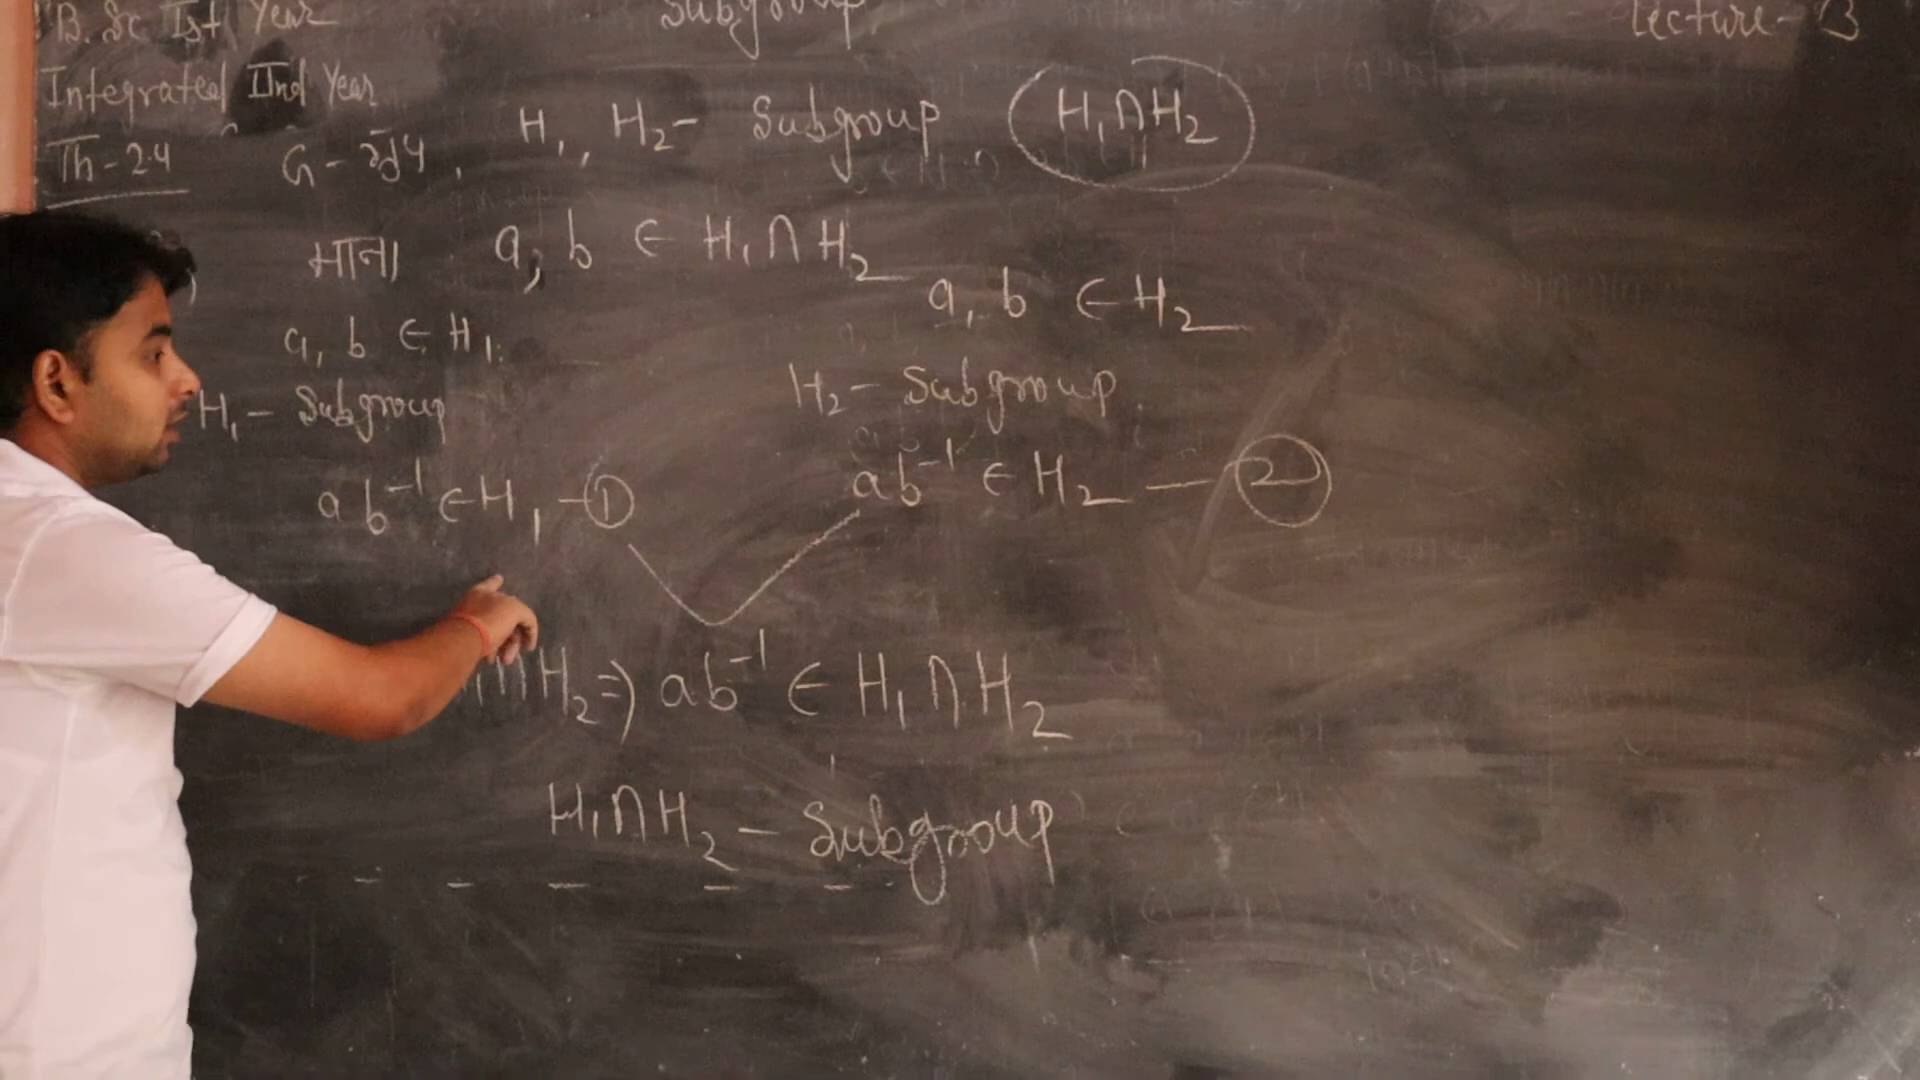 B. Sc Ist Year
Subgroup
Lecture-13
Integrated IInd Year
Th-2.4
G - ग्रुप , H₁, H₂- Subgroup H₁∩H₂
माना a, b ∈ H₁∩H₂
a, b ∈ H₁
a, b ∈ H₂
H₁- Subgroup
H₂- Subgroup
ab⁻¹ ∈ H₁ -①
ab⁻¹ ∈ H₂ — ②
∩H₂ ⇒ ab⁻¹ ∈ H₁∩H₂
H₁∩H₂ - Subgroup